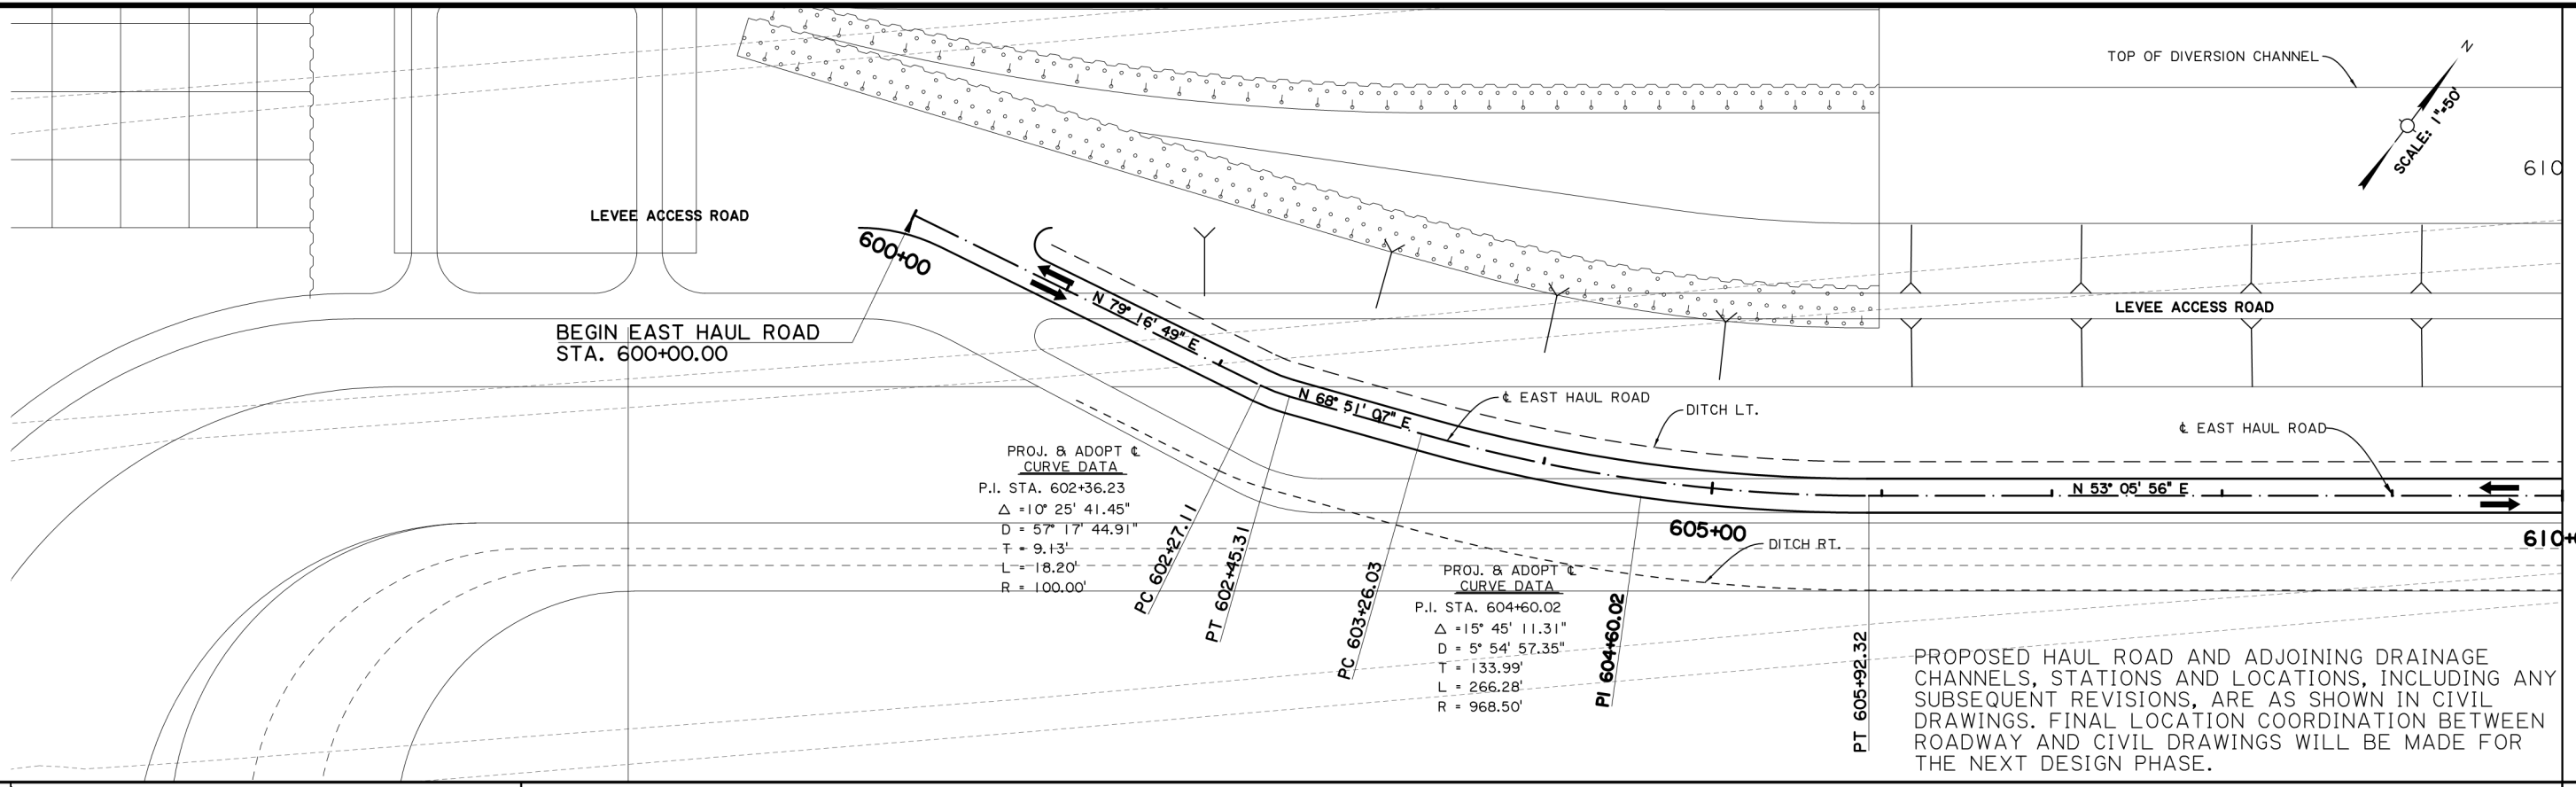 TOP OF DIVERSION CHANNEL
N
SCALE: 1"=50'
610
LEVEE ACCESS ROAD
600+00
LEVEE ACCESS ROAD
BEGIN EAST HAUL ROAD
STA. 600+00.00
N 79° 16' 49" E
N 68° 51' 07" E
℄ EAST HAUL ROAD
DITCH LT.
℄ EAST HAUL ROAD
N 53° 05' 56" E
PROJ. & ADOPT ℄
CURVE DATA
P.I. STA. 602+36.23
Δ =10° 25' 41.45"
D = 57° 17' 44.91"
T = 9.13'
L = 18.20'
R = 100.00'
PC 602+27.11
PT 602+45.31
PC 603+26.03
605+00
DITCH RT.
610+
PROJ. & ADOPT ℄
CURVE DATA
P.I. STA. 604+60.02
Δ =15° 45' 11.31"
D = 5° 54' 57.35"
T = 133.99'
L = 266.28'
R = 968.50'
PI 604+60.02
PT 605+92.32
PROPOSED HAUL ROAD AND ADJOINING DRAINAGE
CHANNELS, STATIONS AND LOCATIONS, INCLUDING ANY
SUBSEQUENT REVISIONS, ARE AS SHOWN IN CIVIL
DRAWINGS. FINAL LOCATION COORDINATION BETWEEN
ROADWAY AND CIVIL DRAWINGS WILL BE MADE FOR
THE NEXT DESIGN PHASE.